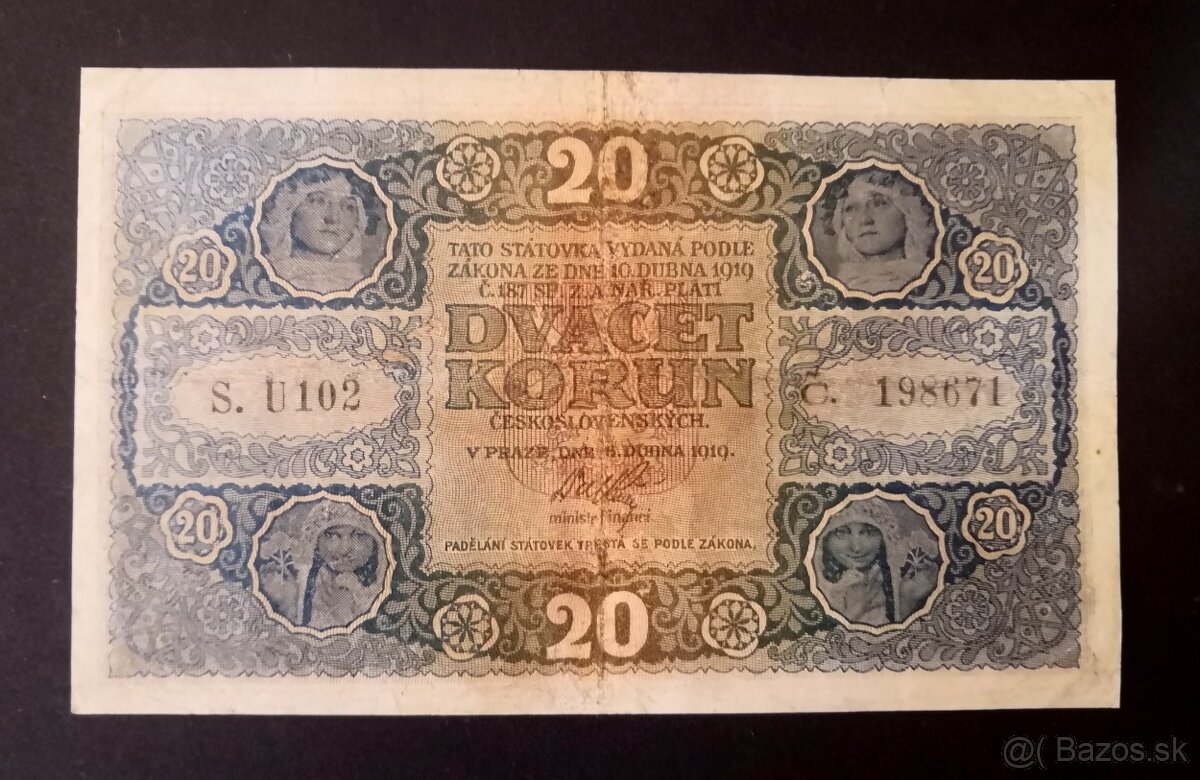 20
TATO STÁTOVKA VYDANÁ PODLE
ZÁKONA ZE DNE 10. DUBNA 1919
Č. 187 SB. Z. A NAŘ. PLATÍ
20
20
DVACET
KORUN
S. U102
Č. 198671
ČESKOSLOVENSKÝCH.
V PRAZE, DNE 15. DUBNA 1919.
ministr financí
20
20
PADĚLÁNÍ STÁTOVEK TRESTÁ SE PODLE ZÁKONA.
20
@( Bazos.sk